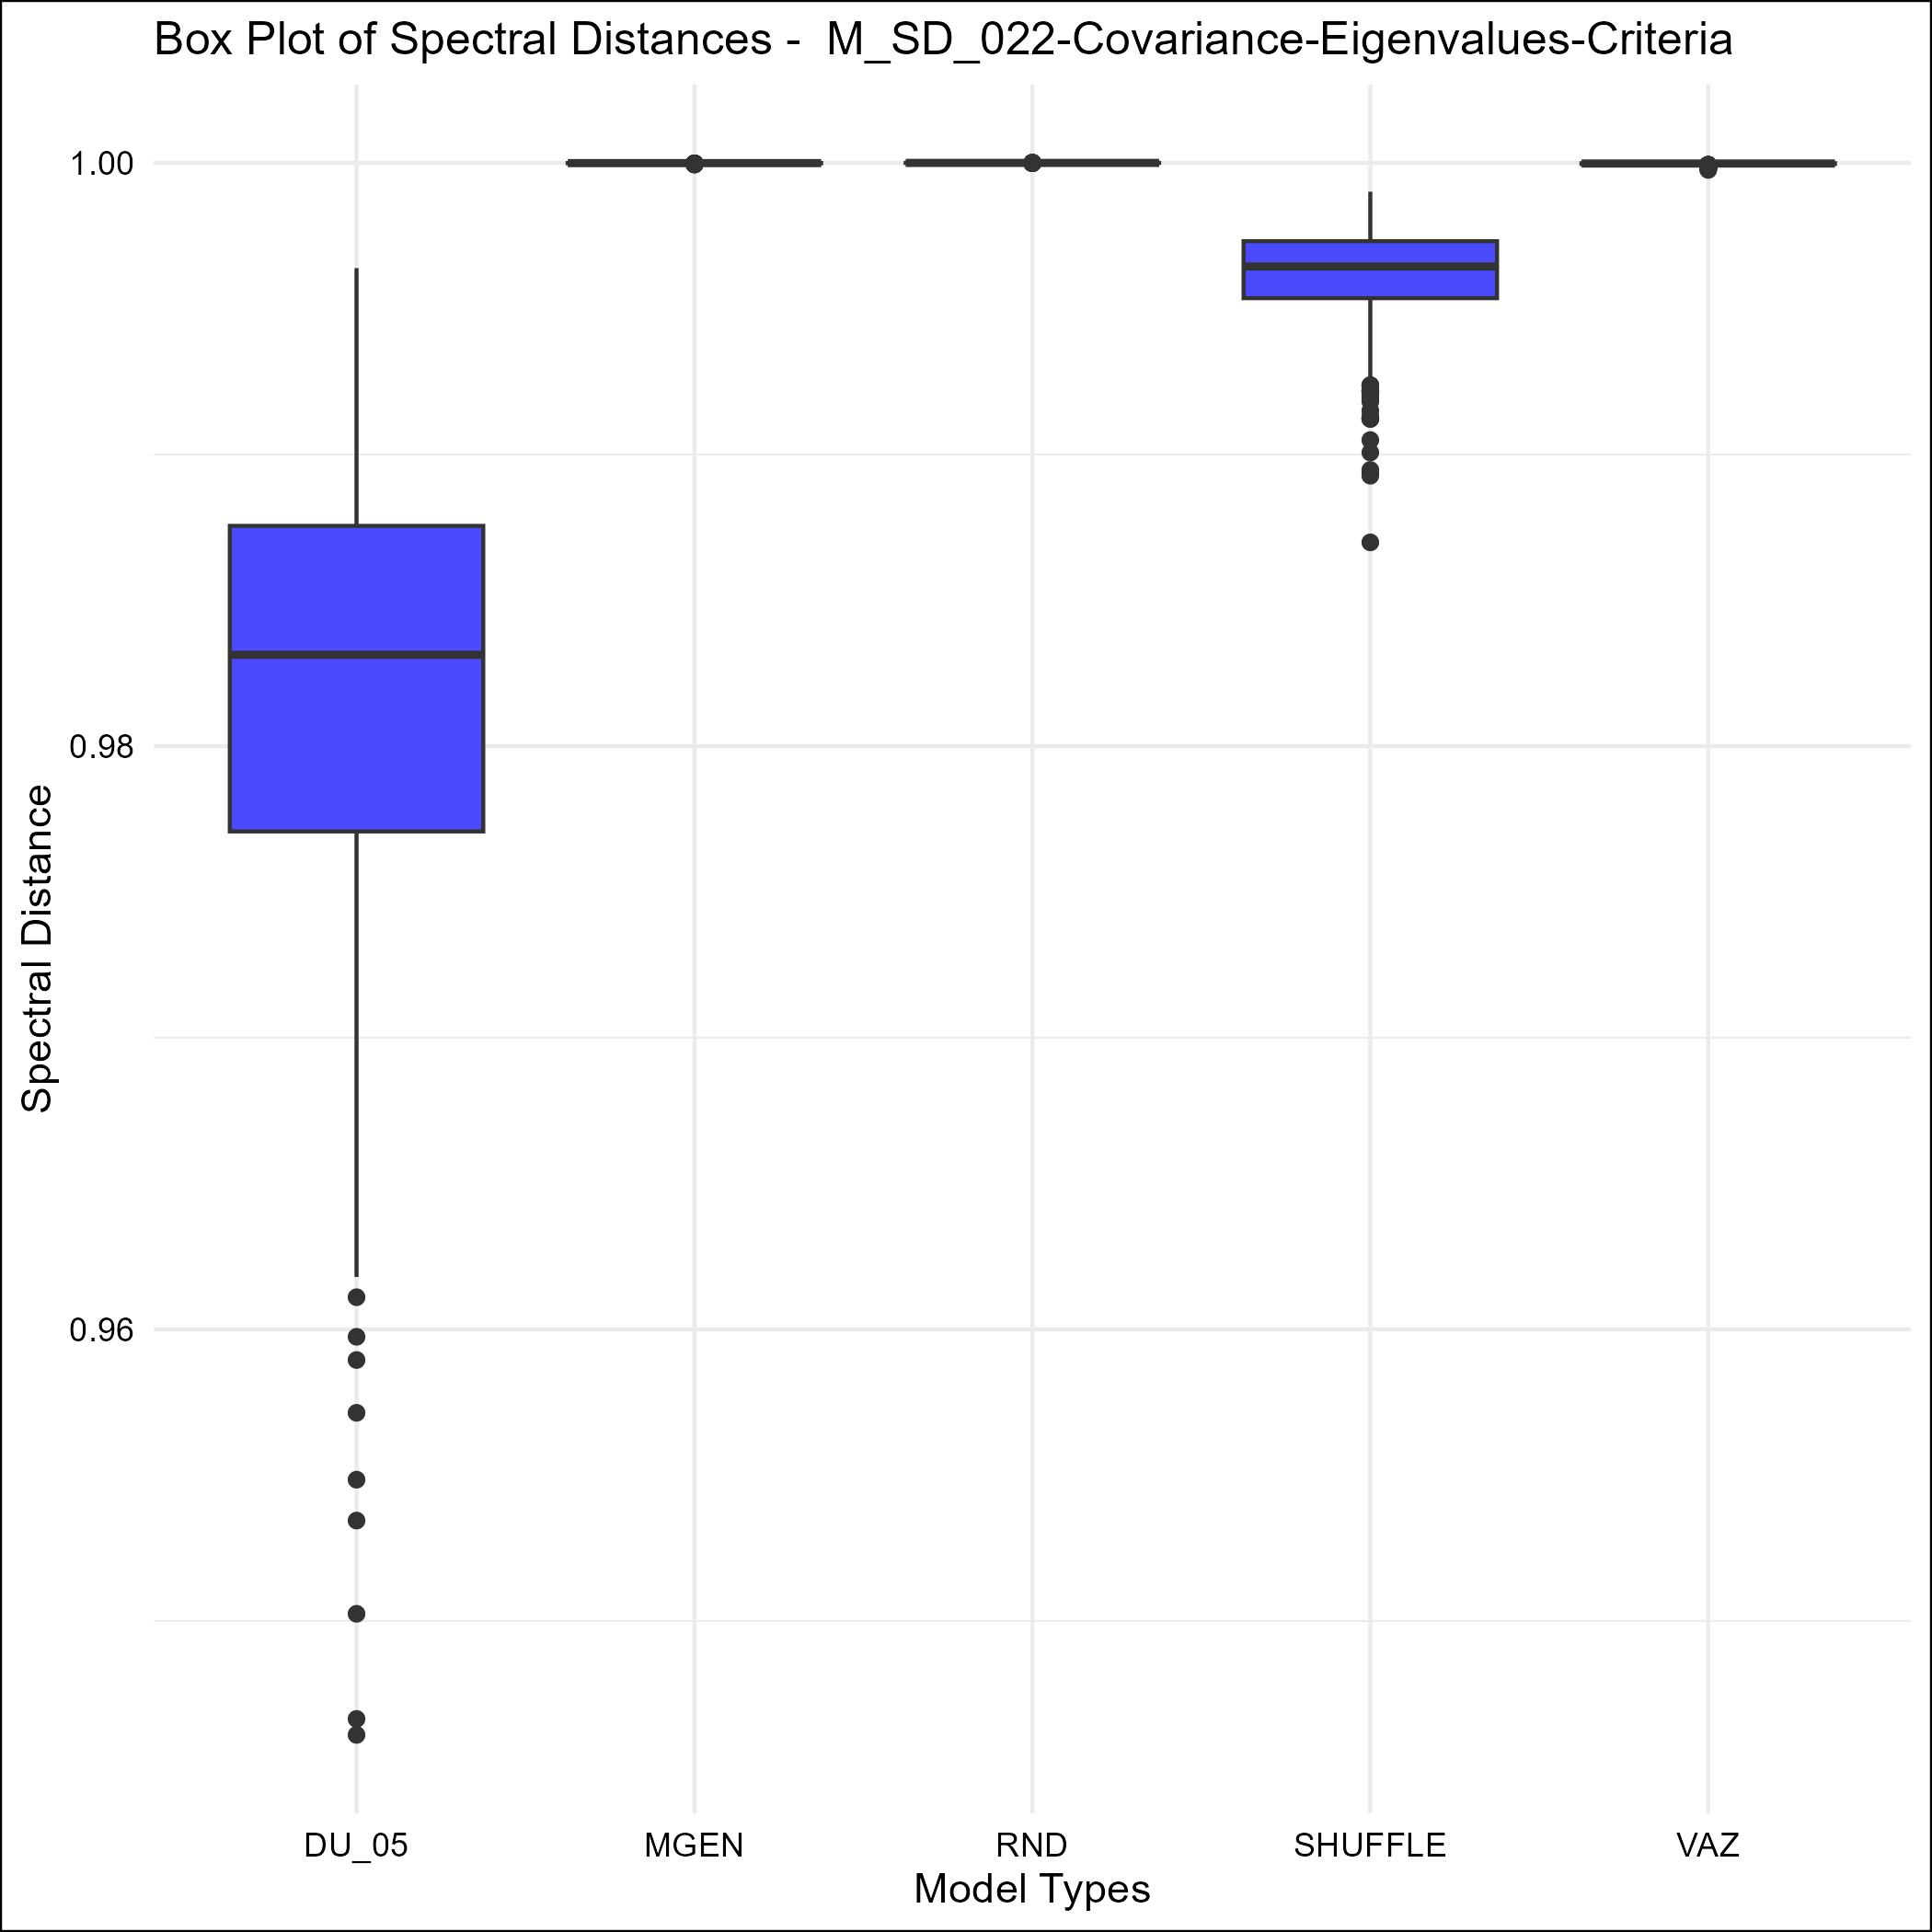 Box Plot of Spectral Distances -  M_SD_022-Covariance-Eigenvalues-Criteria
Spectral Distance
1.00
0.98
0.96
DU_05 MGEN RND SHUFFLE VAZ
Model Types